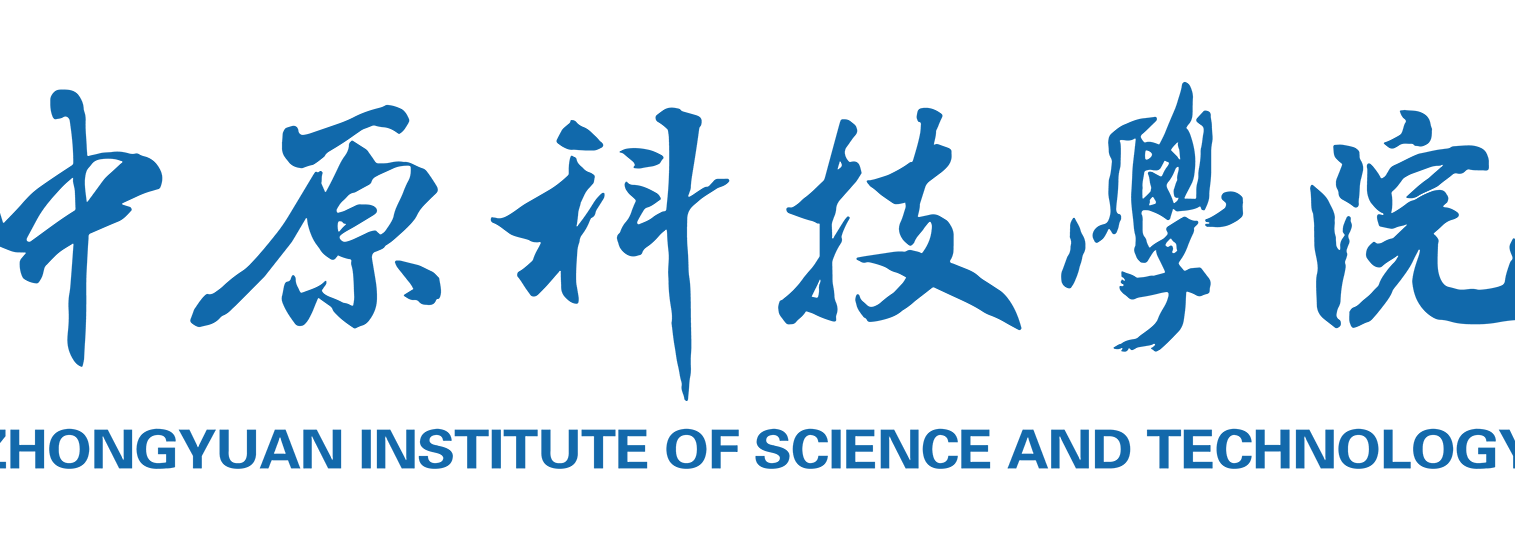 中原科技學院
ZHONGYUAN INSTITUTE OF SCIENCE AND TECHNOLOGY